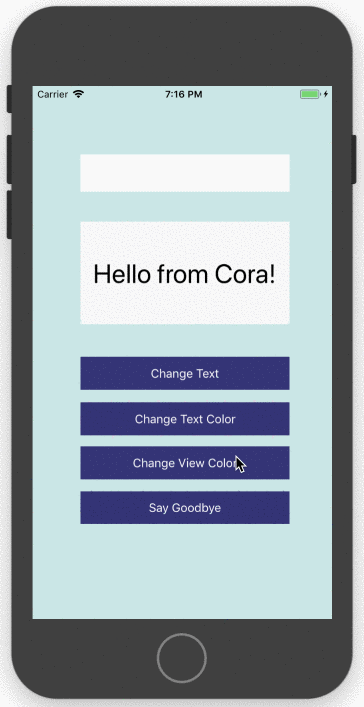 Carrier 7:16 PM
Hello from Cora!
Change Text
Change Text Color
Change View Color
Say Goodbye